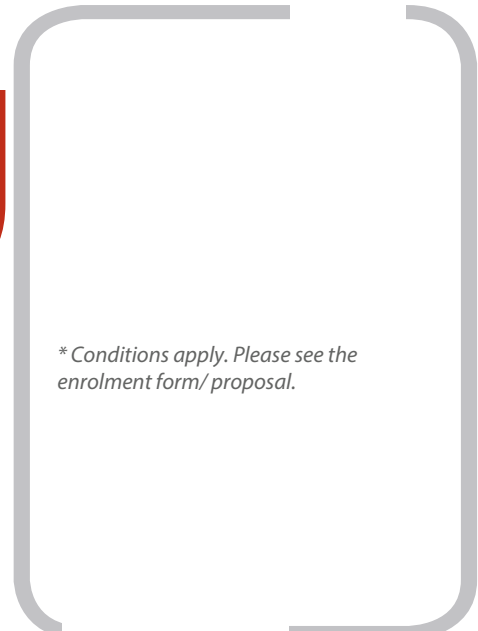 * Conditions apply. Please see the
enrolment form/ proposal.